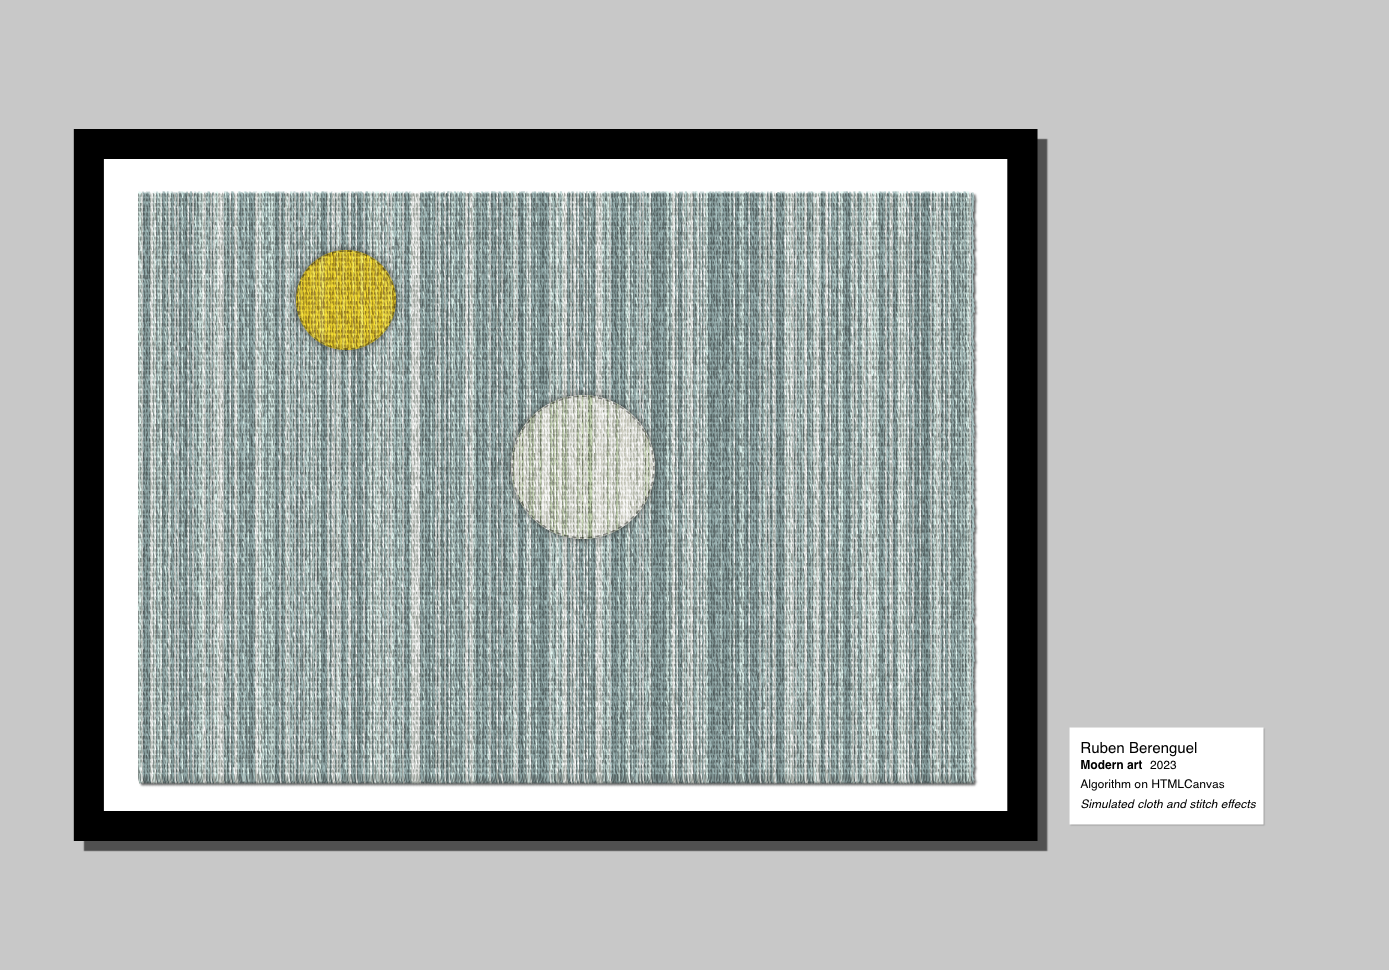 Ruben Berenguel
Modern art 2023
Algorithm on HTMLCanvas
Simulated cloth and stitch effects